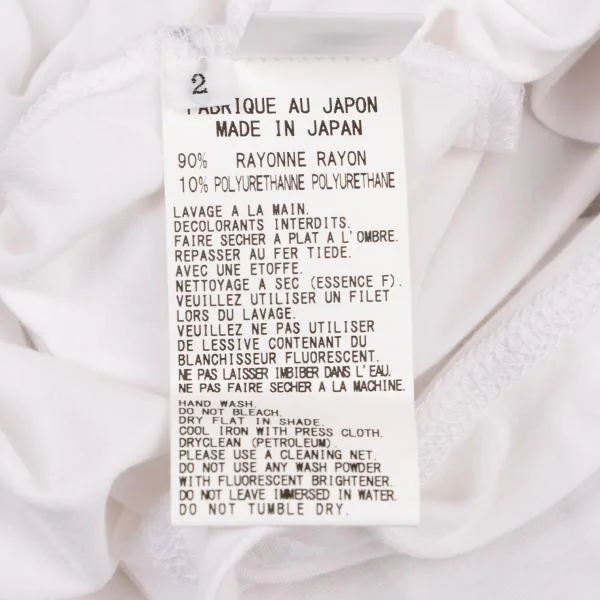 2
FABRIQUE AU JAPON
MADE IN JAPAN
90% RAYONNE RAYON
10% POLYURETHANNE POLYURETHANE
LAVAGE A LA MAIN.
DECOLORANTS INTERDITS.
FAIRE SECHER A PLAT A L'OMBRE.
REPASSER AU FER TIEDE.
AVEC UNE ETOFFE.
NETTOYAGE A SEC (ESSENCE F).
VEUILLEZ UTILISER UN FILET
LORS DU LAVAGE.
VEUILLEZ NE PAS UTILISER
DE LESSIVE CONTENANT DU
BLANCHISSEUR FLUORESCENT.
NE PAS LAISSER IMBIBER DANS L'EAU.
NE PAS FAIRE SECHER A LA MACHINE.
HAND WASH.
DO NOT BLEACH.
DRY FLAT IN SHADE.
COOL IRON WITH PRESS CLOTH.
DRYCLEAN (PETROLEUM).
PLEASE USE A CLEANING NET.
DO NOT USE ANY WASH POWDER
WITH FLUORESCENT BRIGHTENER.
DO NOT LEAVE IMMERSED IN WATER.
DO NOT TUMBLE DRY.